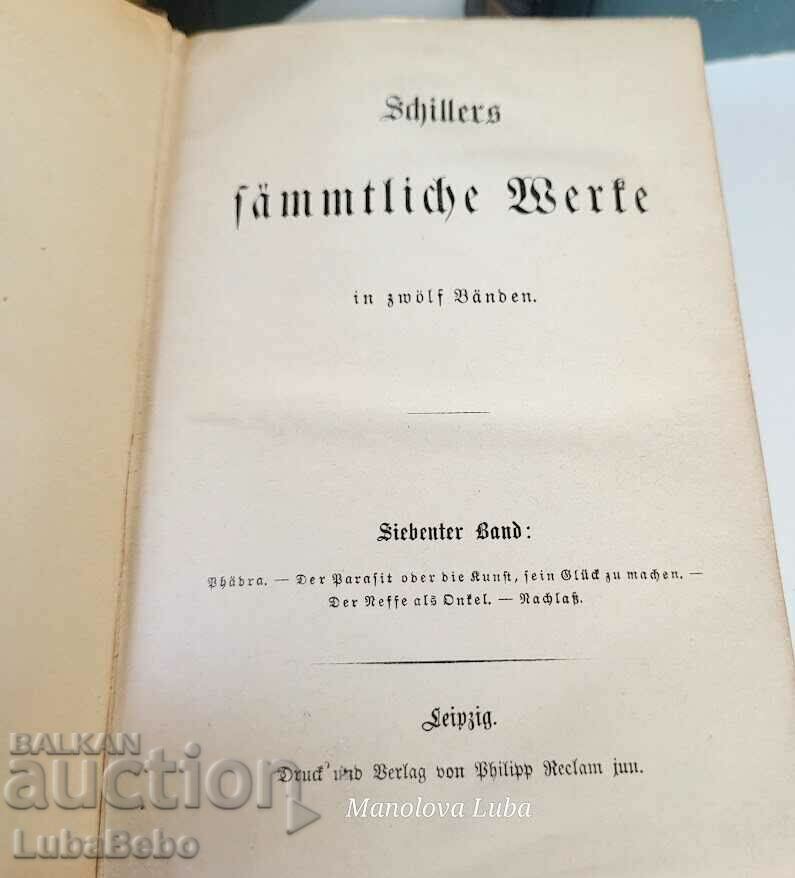 Schillers
sämmtliche Werke
in zwölf Bänden.
Siebenter Band:
Phädra. — Der Parasit oder die Kunst, sein Glück zu machen. —
Der Neffe als Onkel. — Nachlaß.
Leipzig.
Druck und Verlag von Philipp Reclam jun.
BALKAN
auction
Manolova Luba
LubaBebo